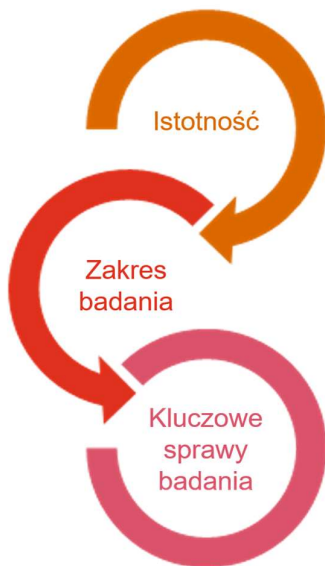 Istotność
Zakres
badania
Kluczowe
sprawy
badania